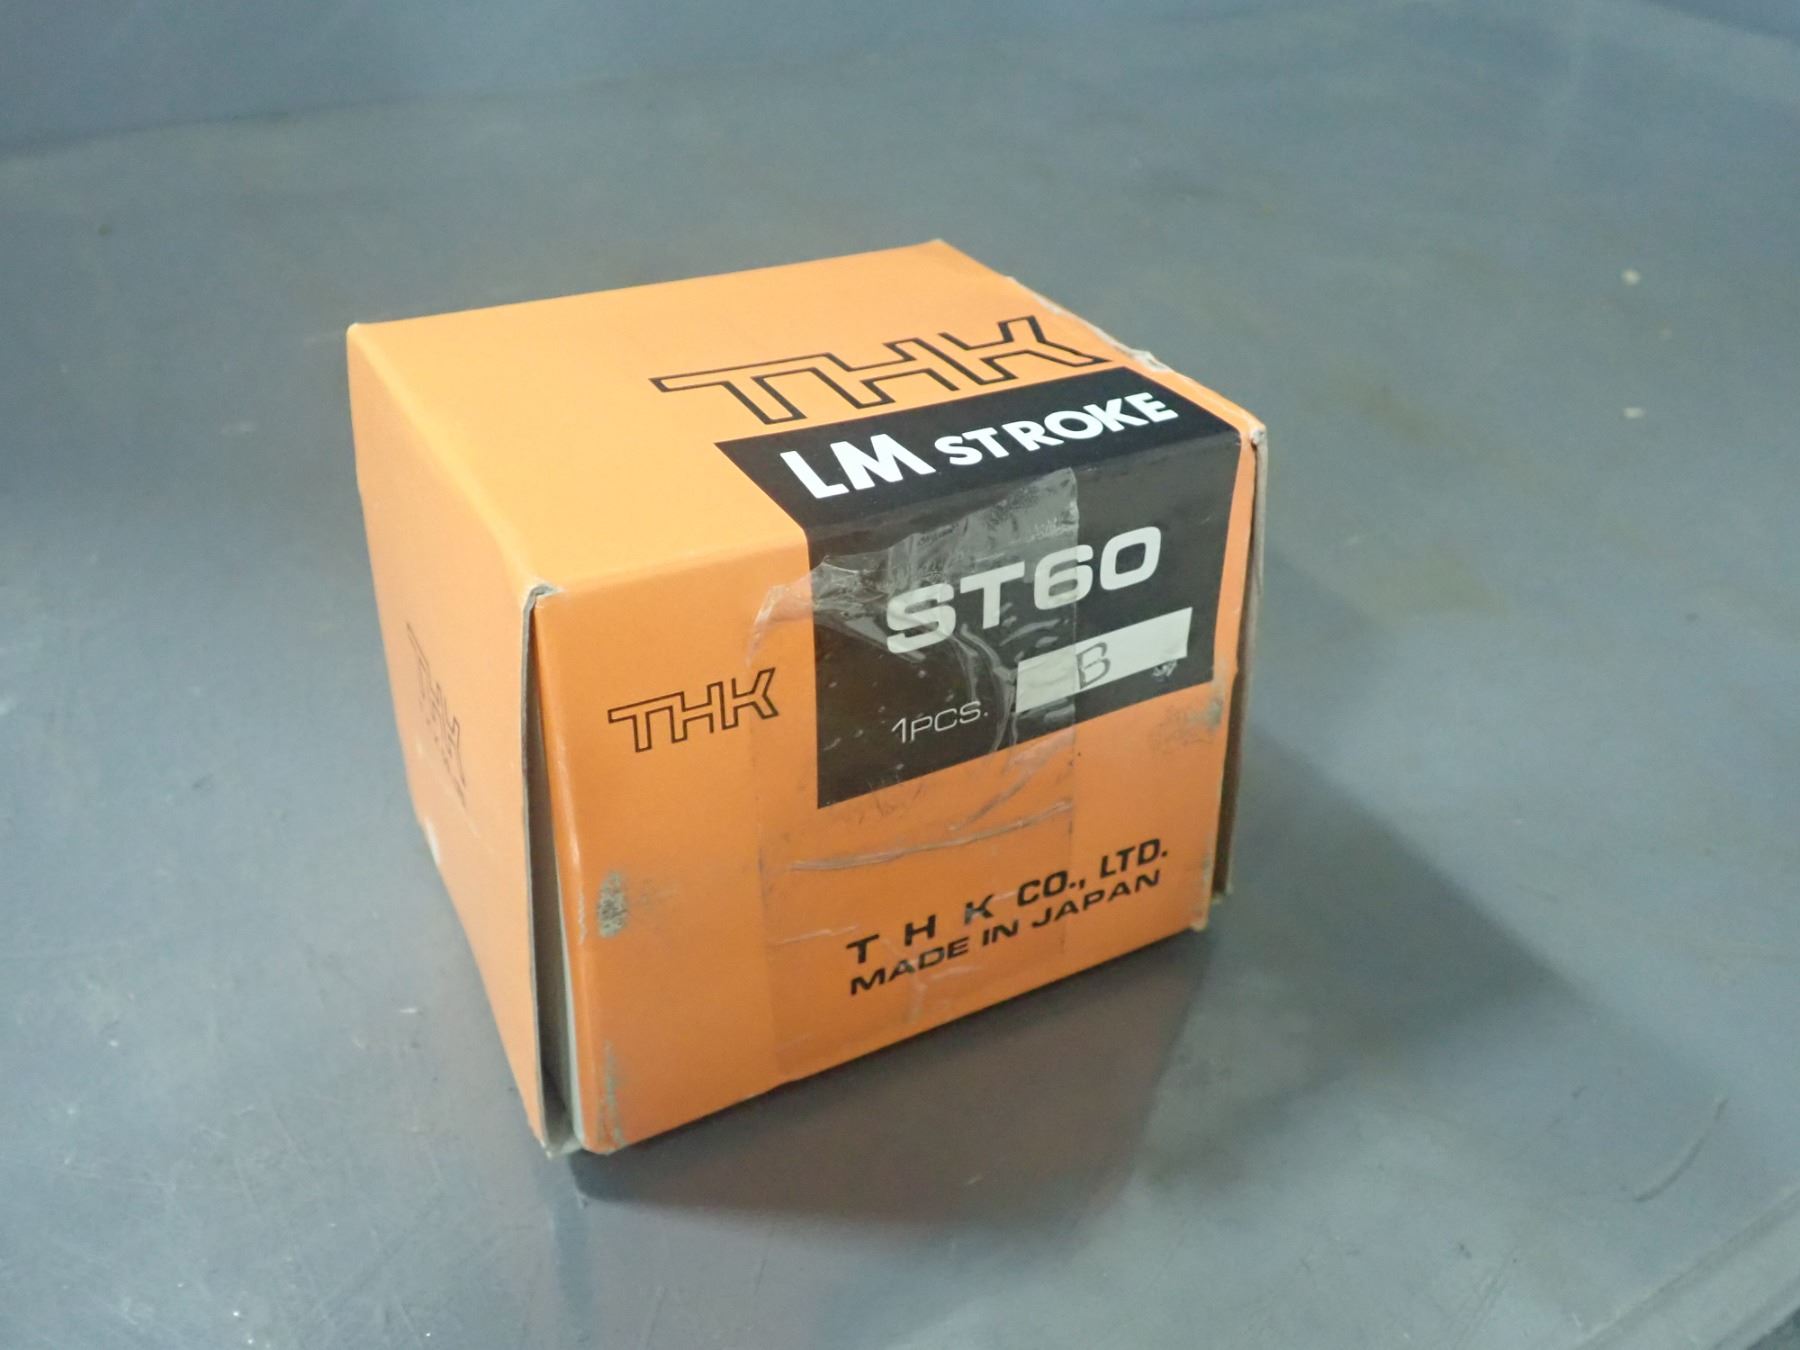 THK
LM STROKE
ST60
B
1PCS.
THK
THK
T H K CO., LTD.
MADE IN JAPAN